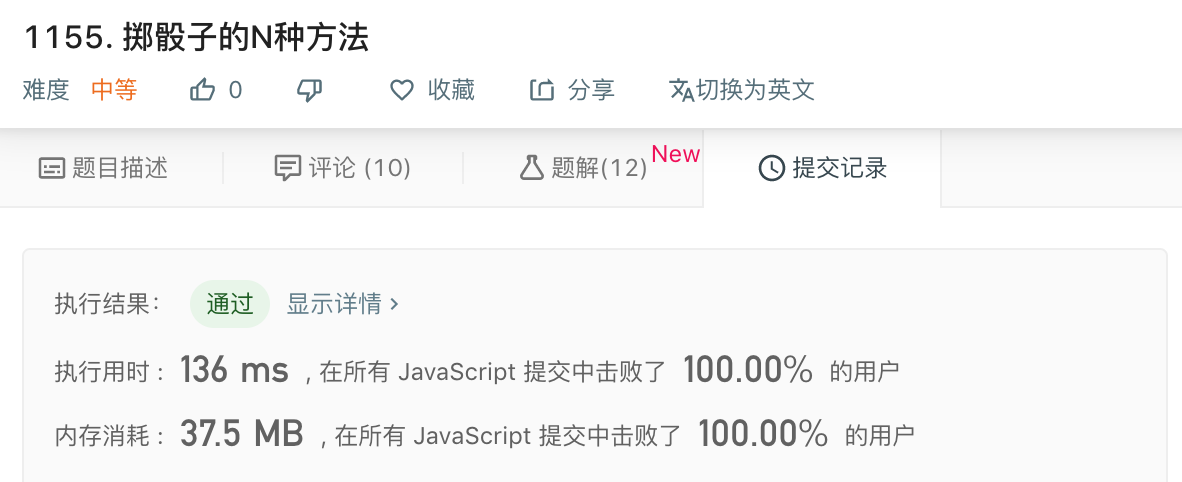 1155. 掷骰子的N种方法
难度 中等 0 收藏 分享 切换为英文
题目描述 评论 (10) 题解(12) New 提交记录
执行结果： 通过 显示详情 ›
执行用时 : 136 ms , 在所有 JavaScript 提交中击败了 100.00% 的用户
内存消耗 : 37.5 MB , 在所有 JavaScript 提交中击败了 100.00% 的用户